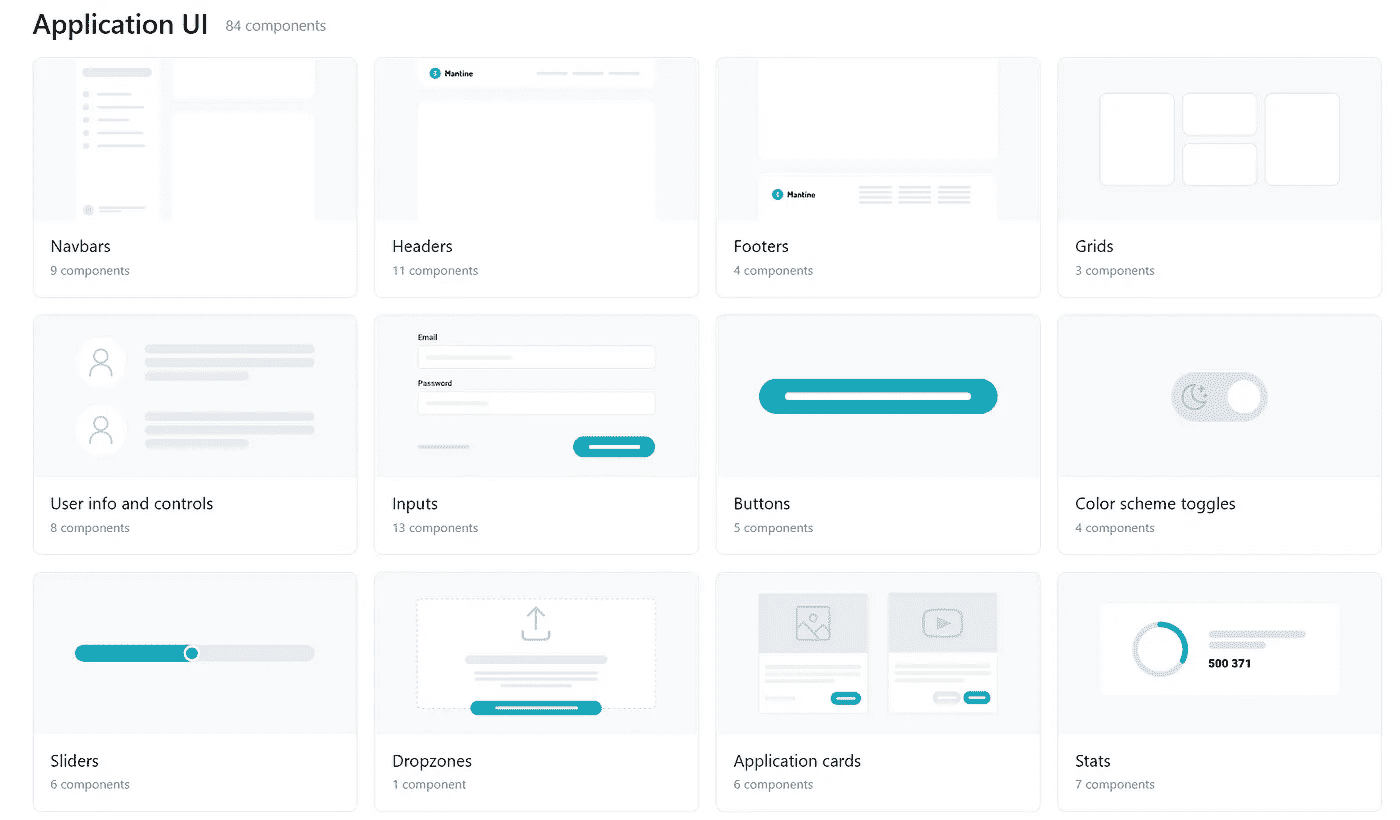 Application UI 84 components
Mantine
Mantine
Navbars
9 components
Headers
11 components
Footers
4 components
Grids
3 components
Email
Password
User info and controls
8 components
Inputs
13 components
Buttons
5 components
Color scheme toggles
4 components
500 371
Sliders
6 components
Dropzones
1 component
Application cards
6 components
Stats
7 components